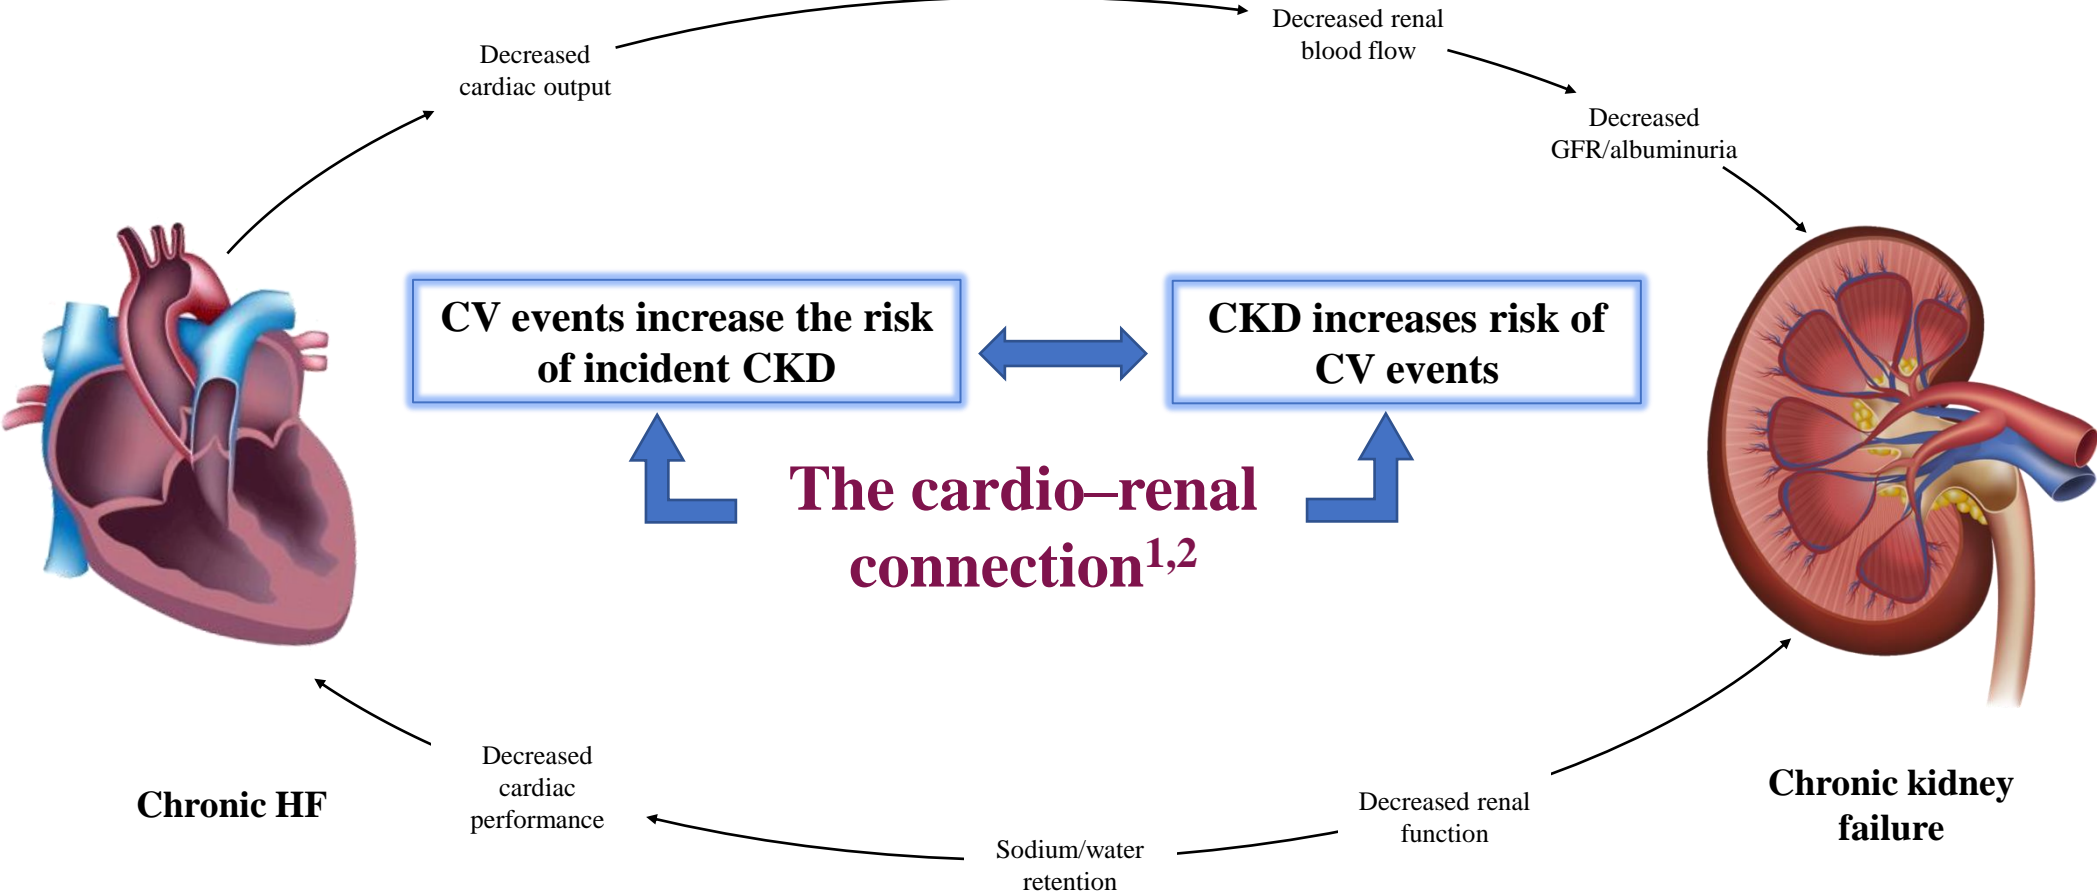 Decreased
cardiac output
Decreased renal
blood flow
Decreased
GFR/albuminuria
CV events increase the risk
of incident CKD
CKD increases risk of
CV events
The cardio–renal
connection1,2
Chronic HF
Decreased
cardiac
performance
Sodium/water
retention
Decreased renal
function
Chronic kidney
failure